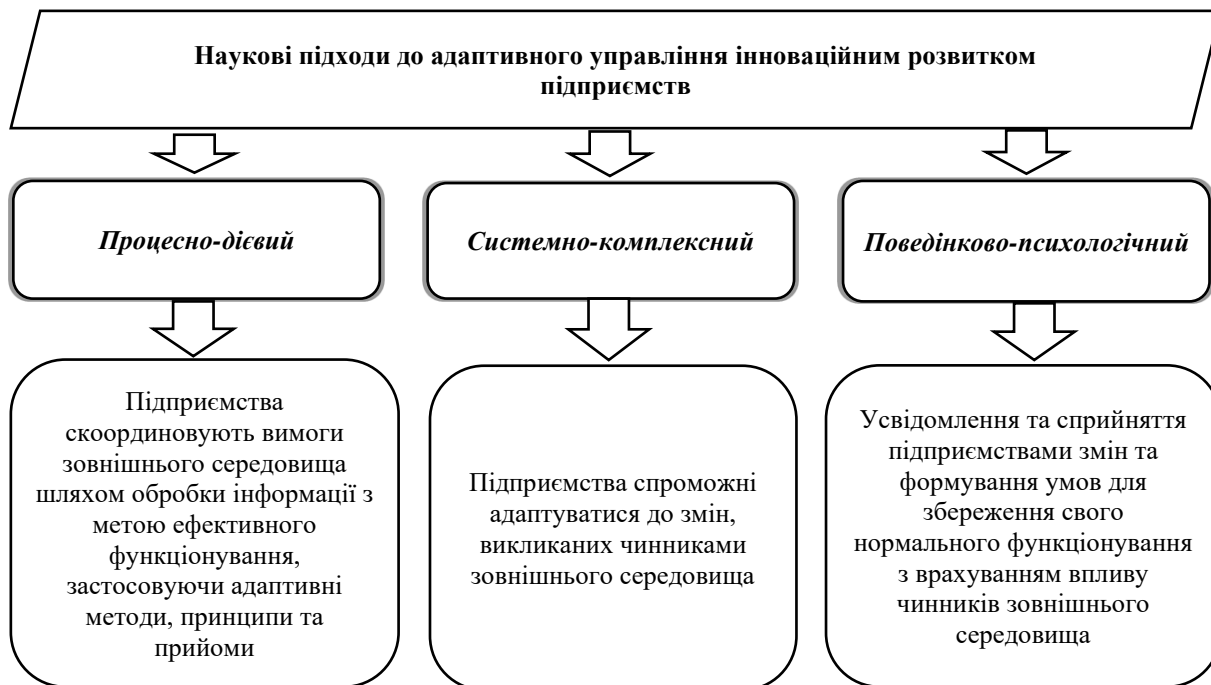 Наукові підходи до адаптивного управління інноваційним розвитком
підприємств
Процесно-дієвий
Системно-комплексний
Поведінково-психологічний
Підприємства
скоординовують вимоги
зовнішнього середовища
шляхом обробки інформації з
метою ефективного
функціонування,
застосовуючи адаптивні
методи, принципи та
прийоми
Підприємства спроможні
адаптуватися до змін,
викликаних чинниками
зовнішнього середовища
Усвідомлення та сприйняття
підприємствами змін та
формування умов для
збереження свого
нормального функціонування
з врахуванням впливу
чинників зовнішнього
середовища